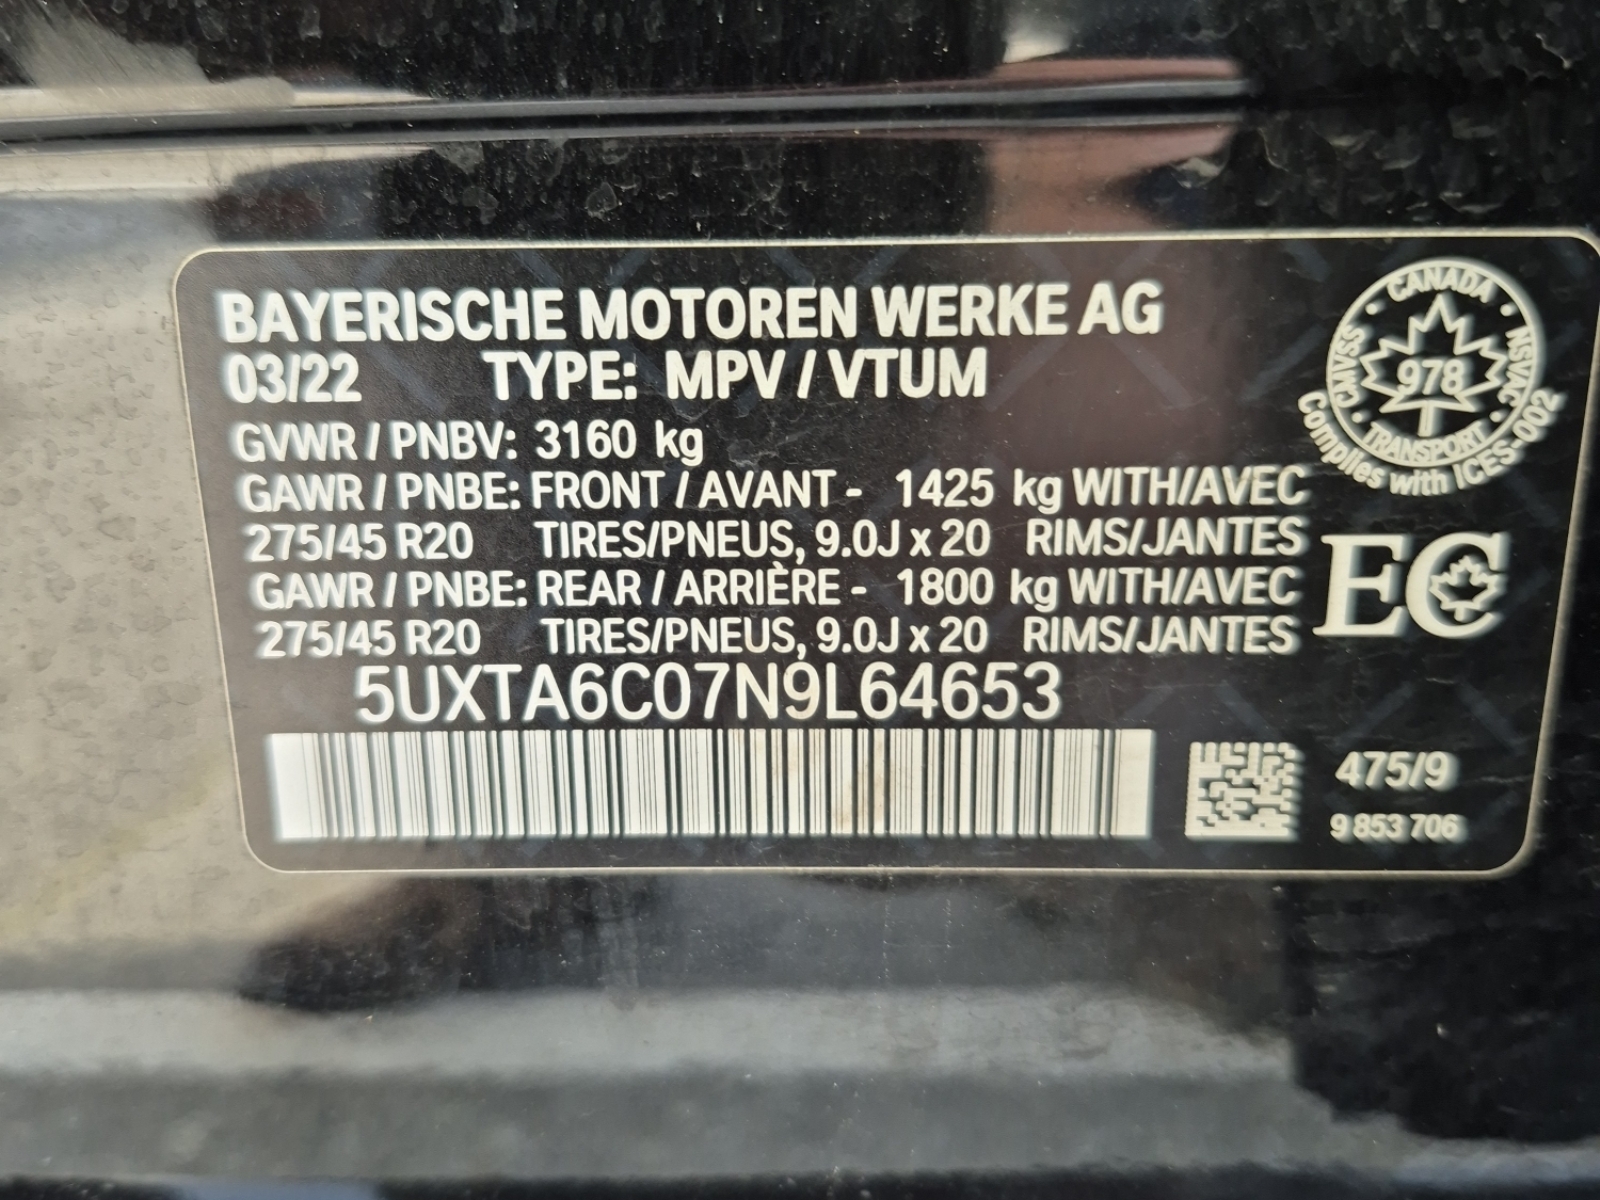 BAYERISCHE MOTOREN WERKE AG
03/22 TYPE: MPV / VTUM
GVWR / PNBV: 3160 kg
GAWR / PNBE: FRONT / AVANT - 1425 kg WITH/AVEC
275/45 R20 TIRES/PNEUS, 9.0J x 20 RIMS/JANTES
GAWR / PNBE: REAR / ARRIÈRE - 1800 kg WITH/AVEC
275/45 R20 TIRES/PNEUS, 9.0J x 20 RIMS/JANTES
5UXTA6C07N9L64653
CANADA
CMVSS
978
NSVAC
TRANSPORT
Complies with ICES-002
EC
475/9
9 853 706